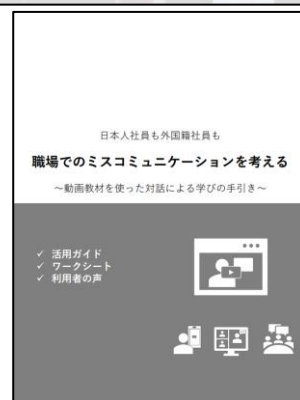 日本人社員も外国籍社員も
職場でのミスコミュニケーションを考える
～動画教材を使った対話による学びの手引き～
✓ 活用ガイド
✓ ワークシート
✓ 利用者の声